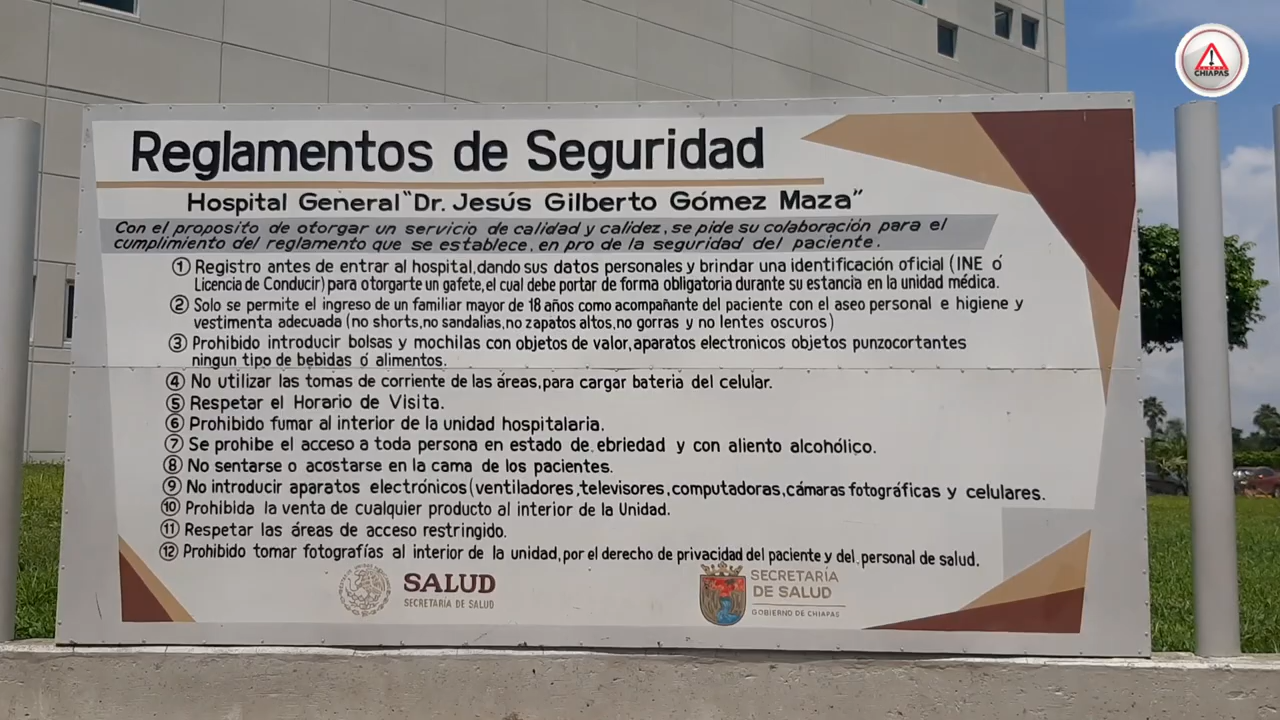 CHIAPAS
Reglamentos de Seguridad
Hospital General "Dr. Jesús Gilberto Gómez Maza"
Con el proposito de otorgar un servicio de calidad y calidez, se pide su colaboración para el
cumplimiento del reglamento que se establece, en pro de la seguridad del paciente.
① Registro antes de entrar al hospital, dando sus datos personales y brindar una identificación oficial (INE ó
Licencia de Conducir) para otorgarte un gafete, el cual debe portar de forma obligatoria durante su estancia en la unidad médica.
② Solo se permite el ingreso de un familiar mayor de 18 años como acompañante del paciente con el aseo personal e higiene y
vestimenta adecuada (no shorts, no sandalias, no zapatos altos, no gorras y no lentes oscuros)
③ Prohibido introducir bolsas y mochilas con objetos de valor, aparatos electronicos objetos punzocortantes
ningun tipo de bebidas ó alimentos.
④ No utilizar las tomas de corriente de las áreas, para cargar bateria del celular.
⑤ Respetar el Horario de Visita.
⑥ Prohibido fumar al interior de la unidad hospitalaria.
⑦ Se prohibe el acceso a toda persona en estado de ebriedad y con aliento alcohólico.
⑧ No sentarse o acostarse en la cama de los pacientes.
⑨ No introducir aparatos electrónicos (ventiladores, televisores, computadoras, cámaras fotográficas y celulares.
⑩ Prohibida la venta de cualquier producto al interior de la Unidad.
⑪ Respetar las áreas de acceso restringido.
⑫ Prohibido tomar fotografías al interior de la unidad, por el derecho de privacidad del paciente y del personal de salud.
SALUD
SECRETARÍA DE SALUD
SECRETARÍA
DE SALUD
GOBIERNO DE CHIAPAS